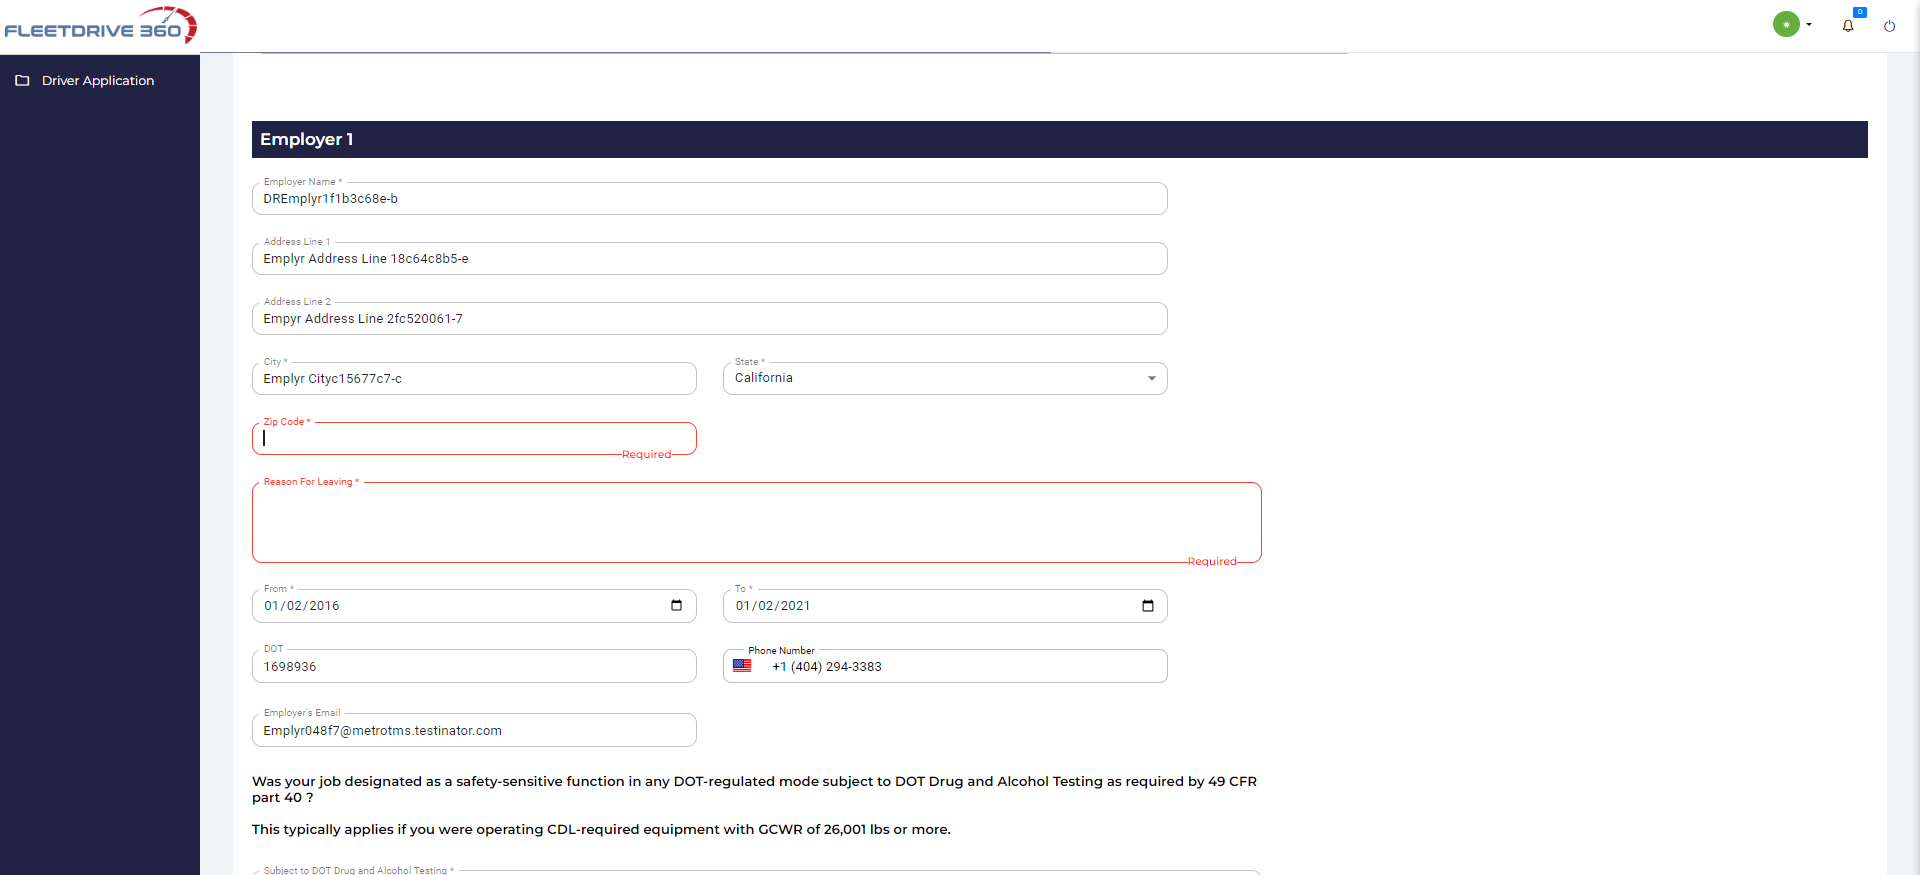 FLEETDRIVE 360
0
Driver Application
Employer 1
Employer Name *
DREmplyr1f1b3c68e-b
Address Line 1
Emplyr Address Line 18c64c8b5-e
Address Line 2
Empyr Address Line 2fc520061-7
City *
Emplyr Cityc15677c7-c
State *
California
Zip Code *
Required
Reason For Leaving *
Required
From *
01/02/2016
To *
01/02/2021
DOT
1698936
Phone Number
+1 (404) 294-3383
Employer's Email
Emplyr048f7@metrotms.testinator.com
Was your job designated as a safety-sensitive function in any DOT-regulated mode subject to DOT Drug and Alcohol Testing as required by 49 CFR
part 40 ?
This typically applies if you were operating CDL-required equipment with GCWR of 26,001 lbs or more.
Subject to DOT Drug and Alcohol Testing *